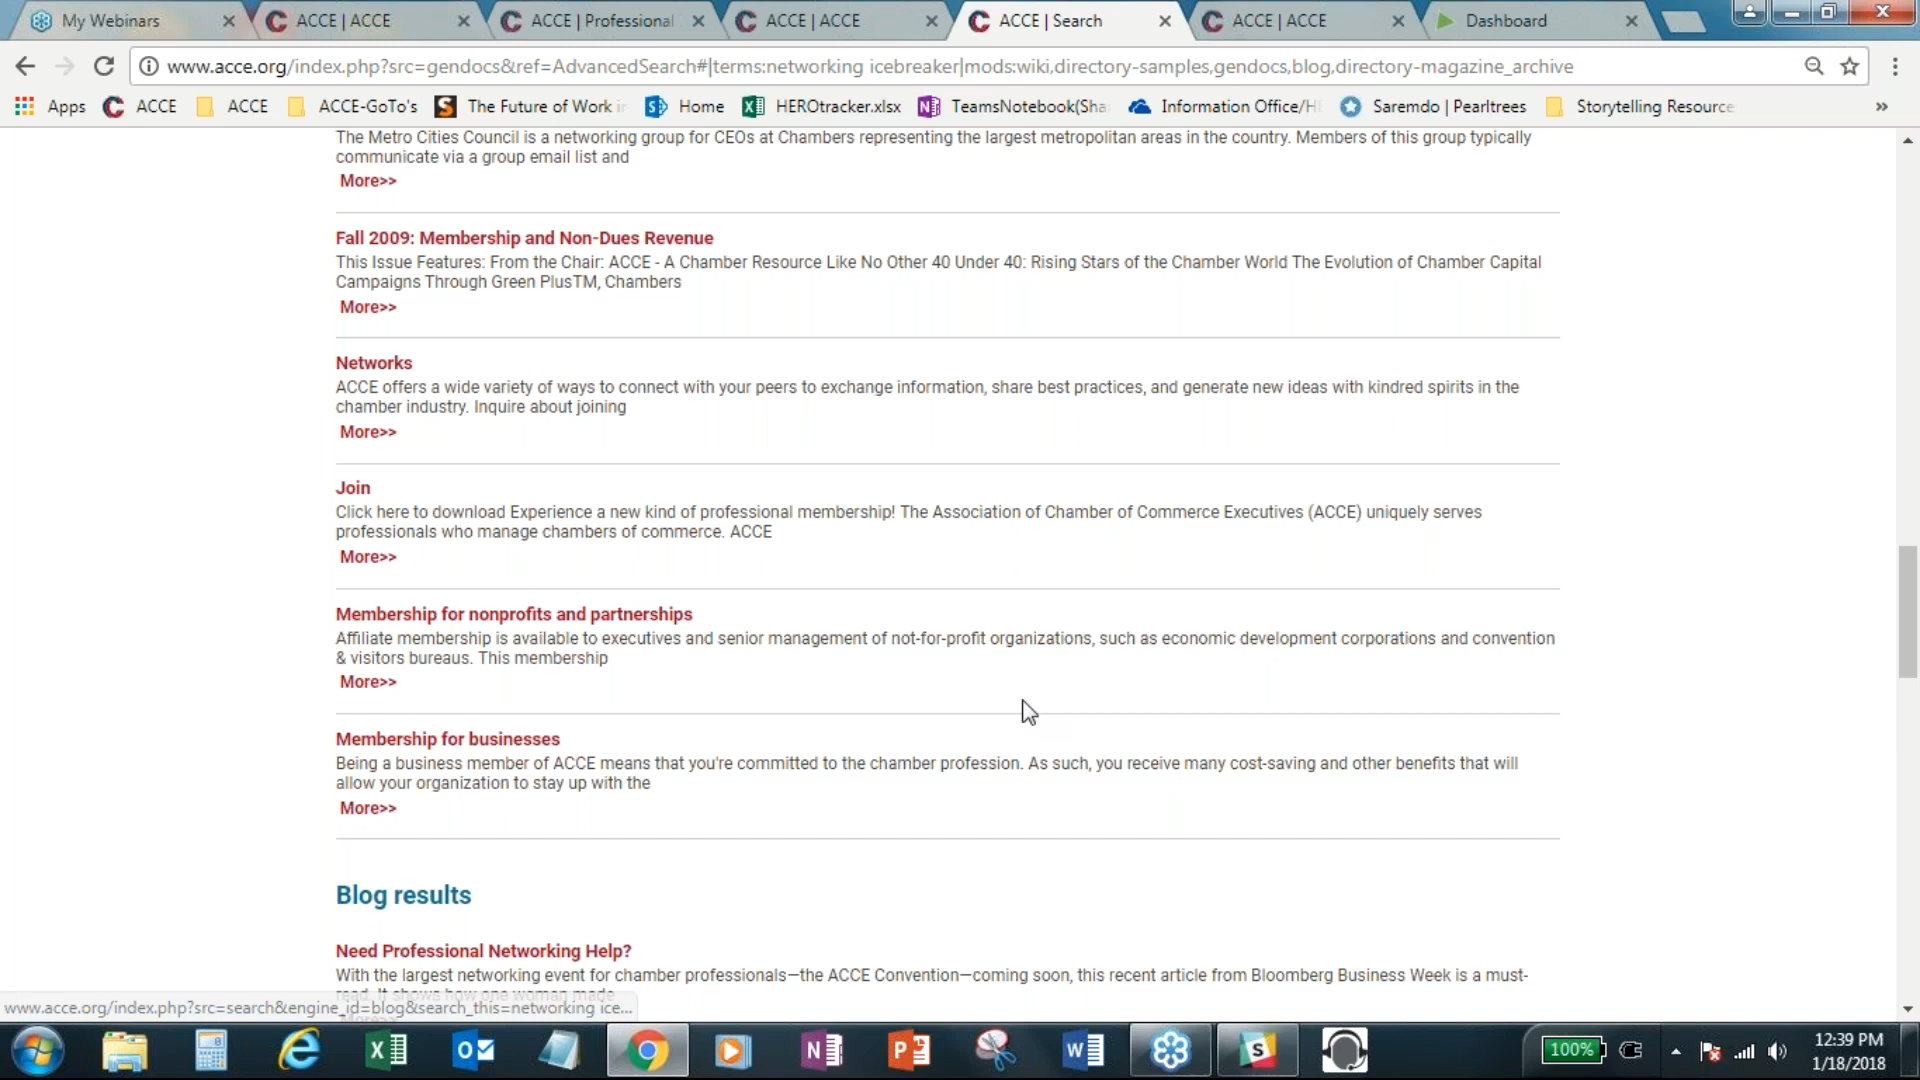 My Webinars
ACCE | ACCE
ACCE | Professional
ACCE | ACCE
ACCE | Search
ACCE | ACCE
Dashboard
www.acce.org/index.php?src=gendocs&ref=AdvancedSearch#|terms:networking icebreaker|mods:wiki,directory-samples,gendocs,blog,directory-magazine_archive
Apps
ACCE
ACCE
ACCE-GoTo's
The Future of Work in
Home
HEROtracker.xlsx
TeamsNotebook(Sha
Information Office/H
Saremdo | Pearltrees
Storytelling Resource
»
The Metro Cities Council is a networking group for CEOs at Chambers representing the largest metropolitan areas in the country. Members of this group typically
communicate via a group email list and
More>>
Fall 2009: Membership and Non-Dues Revenue
This Issue Features: From the Chair: ACCE - A Chamber Resource Like No Other 40 Under 40: Rising Stars of the Chamber World The Evolution of Chamber Capital
Campaigns Through Green PlusTM, Chambers
More>>
Networks
ACCE offers a wide variety of ways to connect with your peers to exchange information, share best practices, and generate new ideas with kindred spirits in the
chamber industry. Inquire about joining
More>>
Join
Click here to download Experience a new kind of professional membership! The Association of Chamber of Commerce Executives (ACCE) uniquely serves
professionals who manage chambers of commerce. ACCE
More>>
Membership for nonprofits and partnerships
Affiliate membership is available to executives and senior management of not-for-profit organizations, such as economic development corporations and convention
& visitors bureaus. This membership
More>>
Membership for businesses
Being a business member of ACCE means that you're committed to the chamber profession. As such, you receive many cost-saving and other benefits that will
allow your organization to stay up with the
More>>
Blog results
Need Professional Networking Help?
With the largest networking event for chamber professionals—the ACCE Convention—coming soon, this recent article from Bloomberg Business Week is a must-
read. It shows how one woman made
www.acce.org/index.php?src=search&engine_id=blog&search_this=networking ice...
100%
12:39 PM
1/18/2018